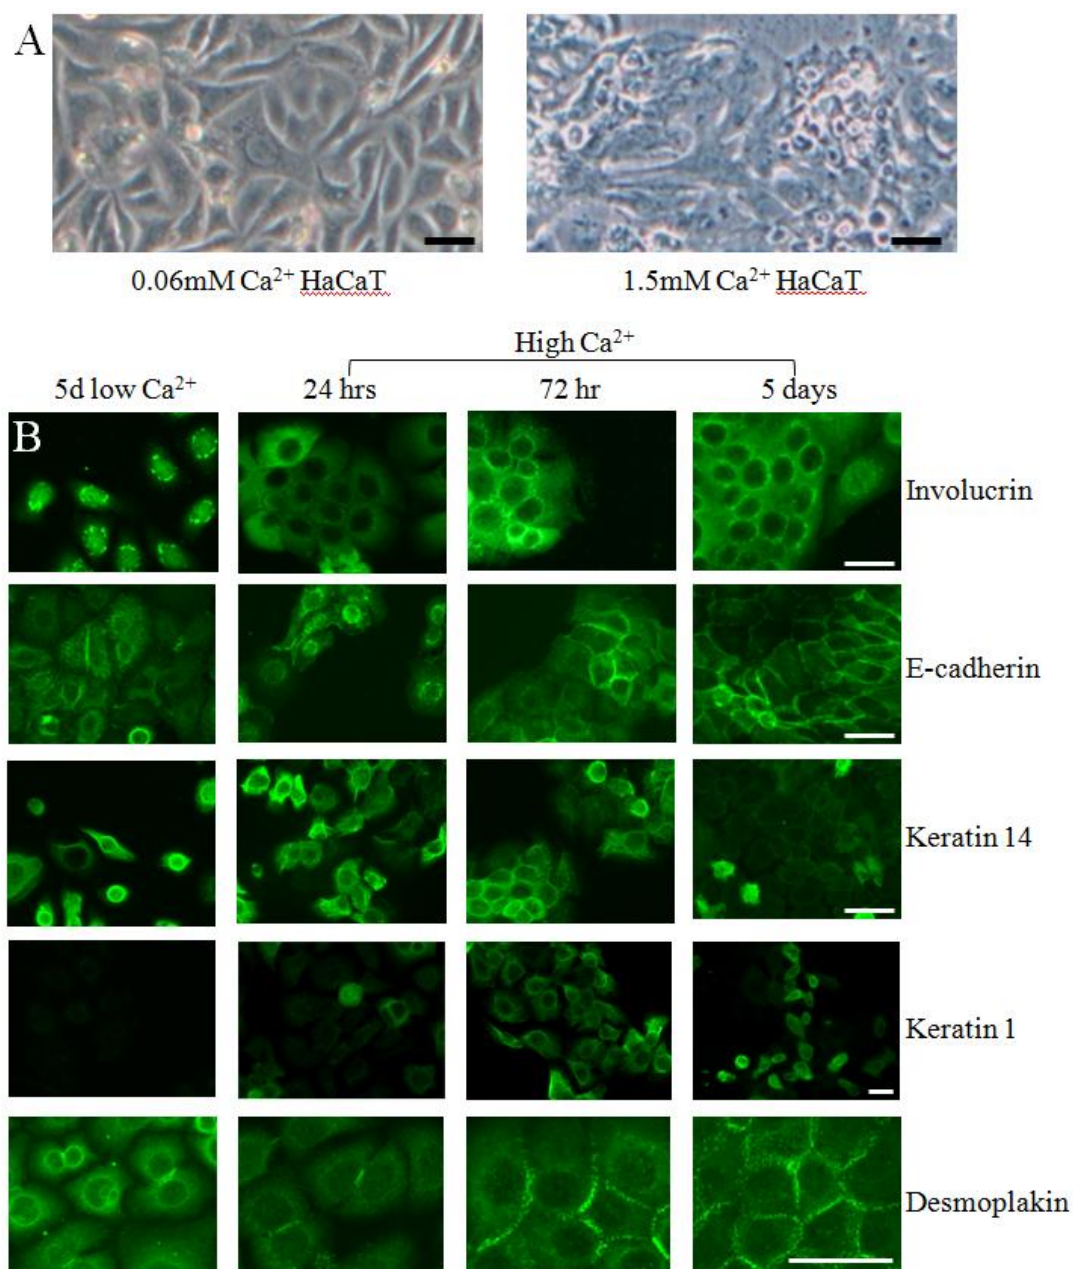 A
0.06mM Ca²⁺ HaCaT
1.5mM Ca²⁺ HaCaT
High Ca²⁺
5d low Ca²⁺ 24 hrs 72 hr 5 days
B
Involucrin
E-cadherin
Keratin 14
Keratin 1
Desmoplakin